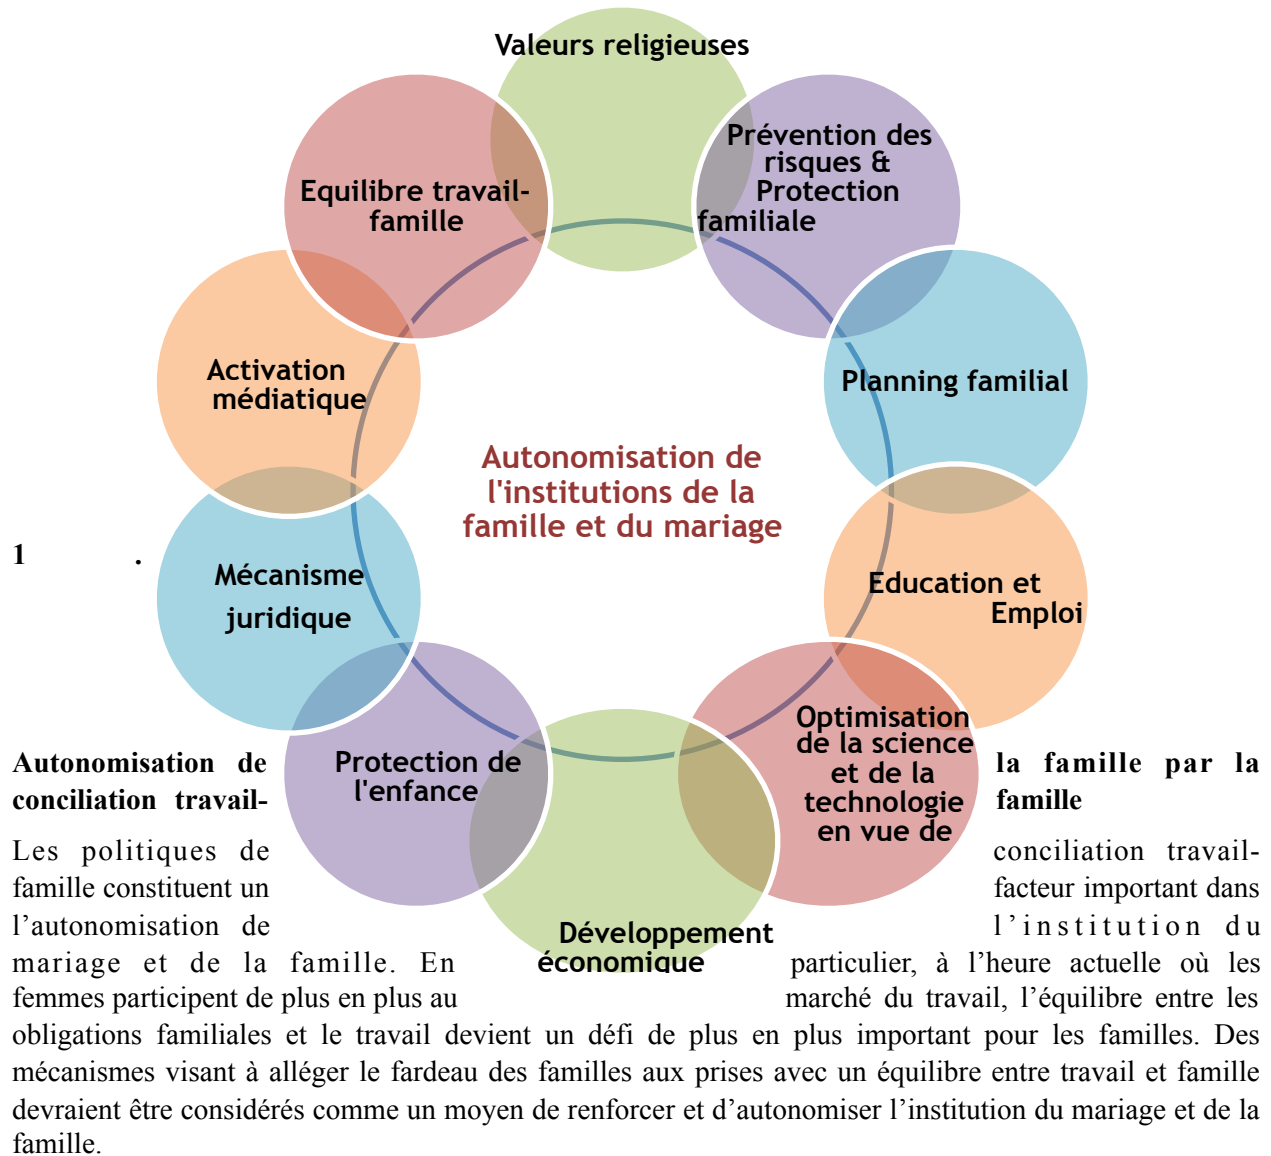 Valeurs religieuses
Prévention des
risques &
Protection
familiale
Planning familial
Education et
Emploi
Optimisation
de la science
et de la
technologie
en vue de
Développement
économique
Protection de
l'enfance
Mécanisme
juridique
Activation
médiatique
Equilibre travail-
famille
Autonomisation de
l'institutions de la
famille et du mariage
1 .
Autonomisation de la famille par la
conciliation travail- famille
Les politiques de conciliation travail-
famille constituent un facteur important dans
l’autonomisation de l’institution du
mariage et de la famille. En particulier, à l’heure actuelle où les
femmes participent de plus en plus au marché du travail, l’équilibre entre les
obligations familiales et le travail devient un défi de plus en plus important pour les familles. Des
mécanismes visant à alléger le fardeau des familles aux prises avec un équilibre entre travail et famille
devraient être considérés comme un moyen de renforcer et d’autonomiser l’institution du mariage et de la
famille.